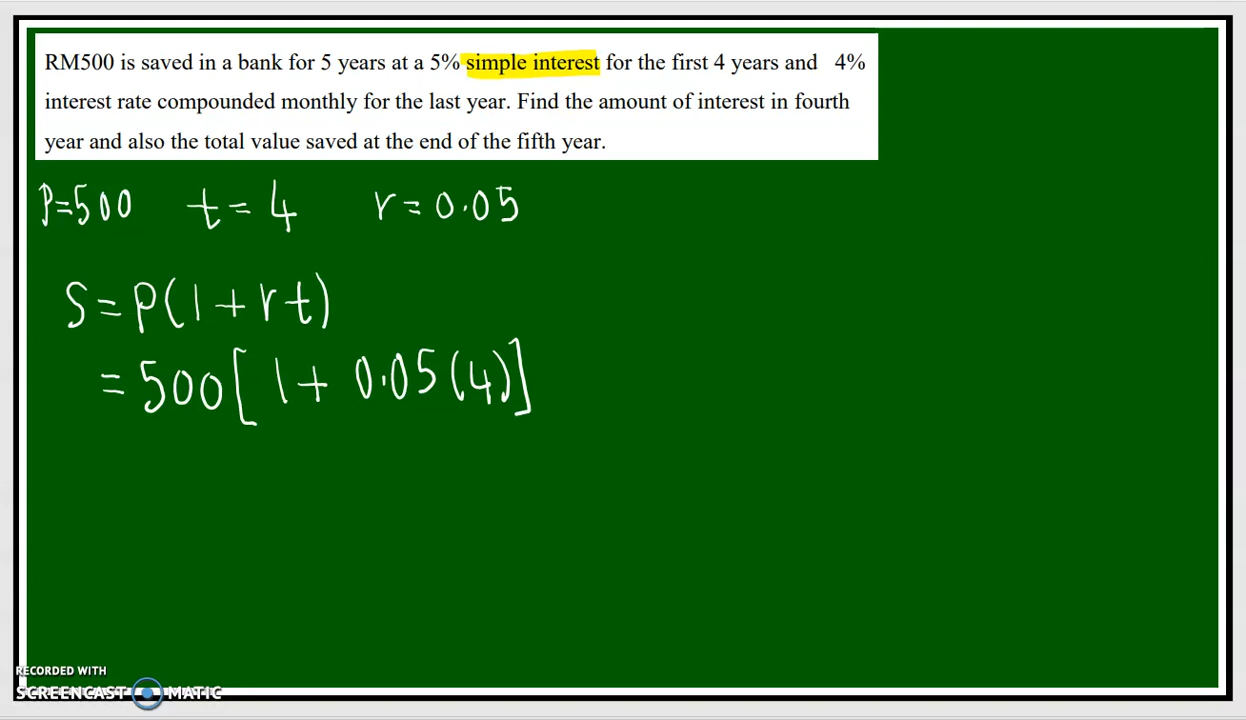 RM500 is saved in a bank for 5 years at a 5% simple interest for the first 4 years and 4%
interest rate compounded monthly for the last year. Find the amount of interest in fourth
year and also the total value saved at the end of the fifth year.
P=500 t=4 r=0.05
S=P(1+rt)
=500[1+0.05(4)]
RECORDED WITH
SCREENCAST MATIC